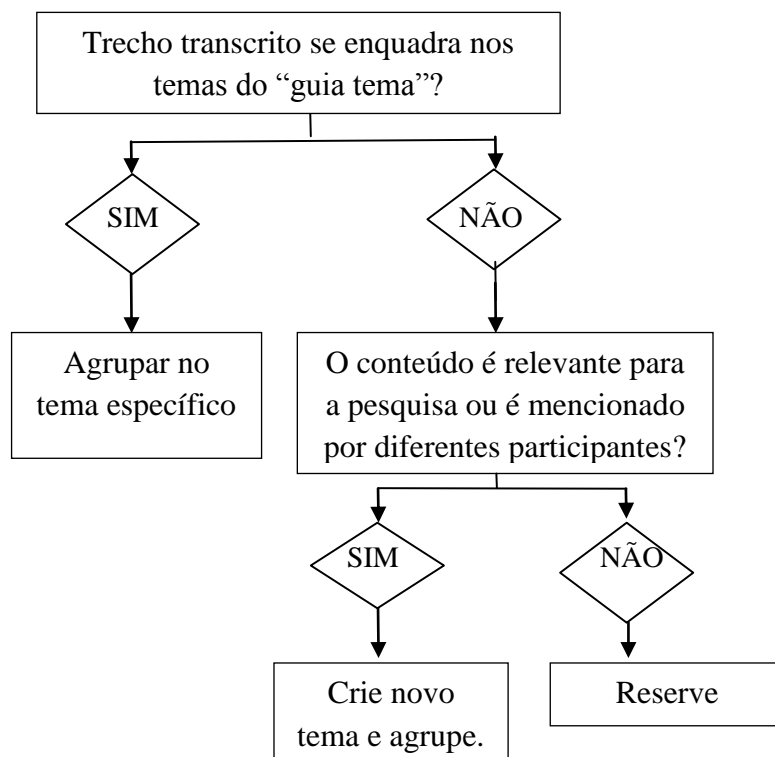 Trecho transcrito se enquadra nos
temas do “guia tema”?
SIM
NÃO
Agrupar no
tema específico
O conteúdo é relevante para
a pesquisa ou é mencionado
por diferentes participantes?
SIM
NÃO
Crie novo
tema e agrupe.
Reserve